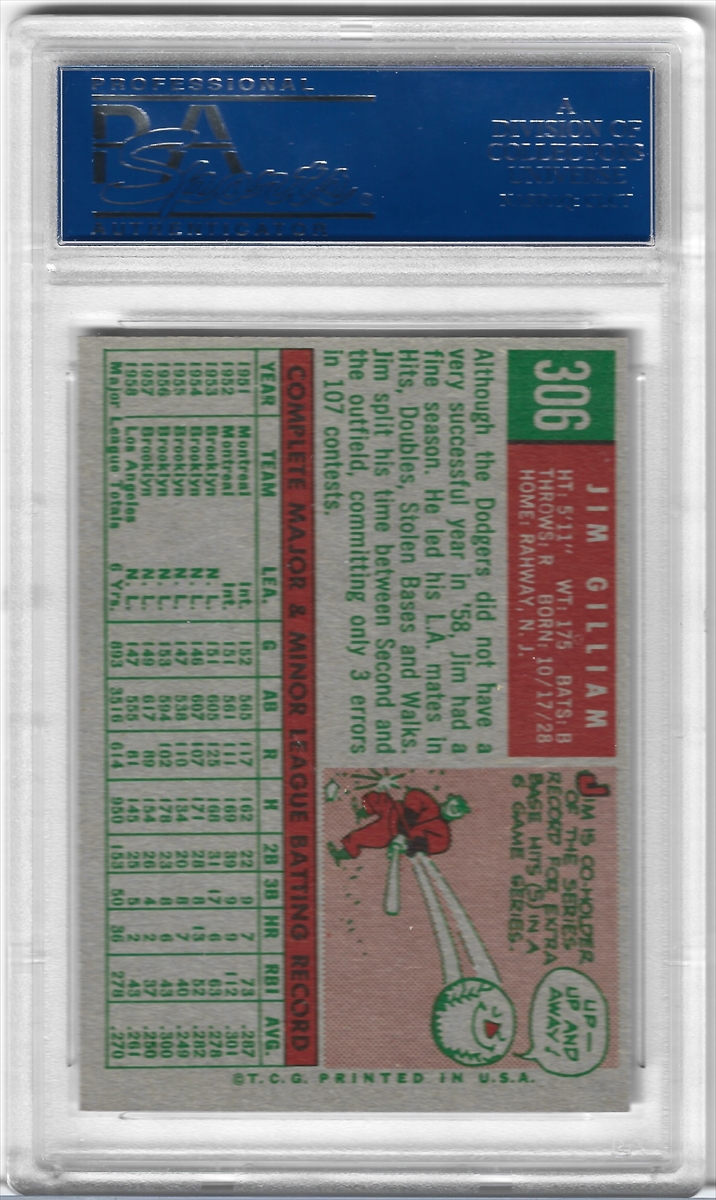 PROFESSIONAL
PSA
Sports
AUTHENTICATOR
A
DIVISION OF
COLLECTORS
UNIVERSE
306
JIM GILLIAM
HT: 5'11" WT: 175 BATS: B
THROWS: R BORN: 10/17/28
HOME: RAHWAY, N. J.
Although the Dodgers did not have a
very successful year in '58, Jim had a
fine season. He led his L.A. mates in
Hits, Doubles, Stolen Bases and Walks.
Jim split his time between Second and
the outfield, committing only 3 errors
in 107 contests.
JIM IS CO-HOLDER
OF THE SERIES
RECORD FOR EXTRA
BASE HITS (5) IN A
6 GAME SERIES.
UP—
UP AND
AWAY!
COMPLETE MAJOR & MINOR LEAGUE BATTING RECORD
YEAR TEAM LEA. G AB R H 2B 3B HR RBI AVG.
1951 Montreal Int. 152 565 117 162 22 9 7 73 .287
1952 Montreal Int. 151 561 111 169 39 9 9 112 .301
1953 Brooklyn N. L. 151 605 125 168 31 17 6 63 .278
1954 Brooklyn N. L. 146 607 107 171 28 8 13 52 .282
1955 Brooklyn N. L. 147 538 110 134 20 8 7 40 .249
1956 Brooklyn N. L. 153 594 102 178 23 8 6 43 .300
1957 Brooklyn N. L. 149 617 89 154 26 4 2 37 .250
1958 Los Angeles N. L. 147 555 81 145 25 5 2 43 .261
Major League Totals 6 Yrs. 893 3516 614 950 153 50 36 278 .270
©T. C. G. PRINTED IN U. S. A.